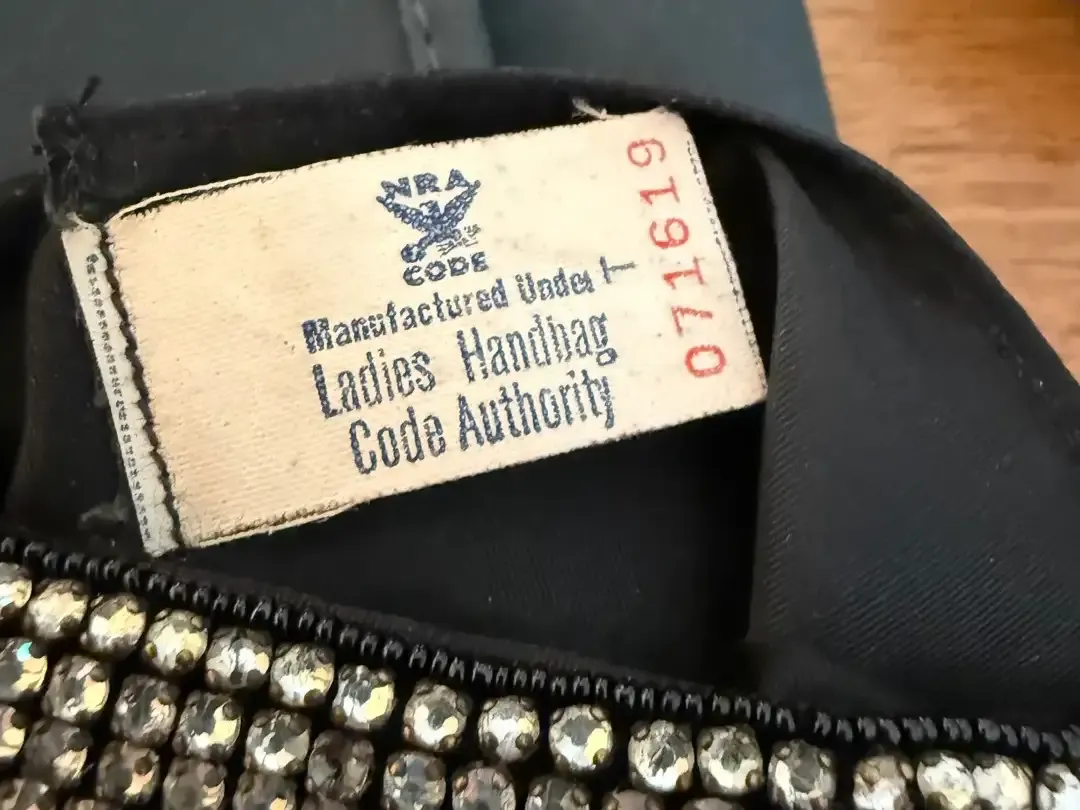 NRA
CODE
Manufactured Under
Ladies Handbag
Code Authority
T 071619